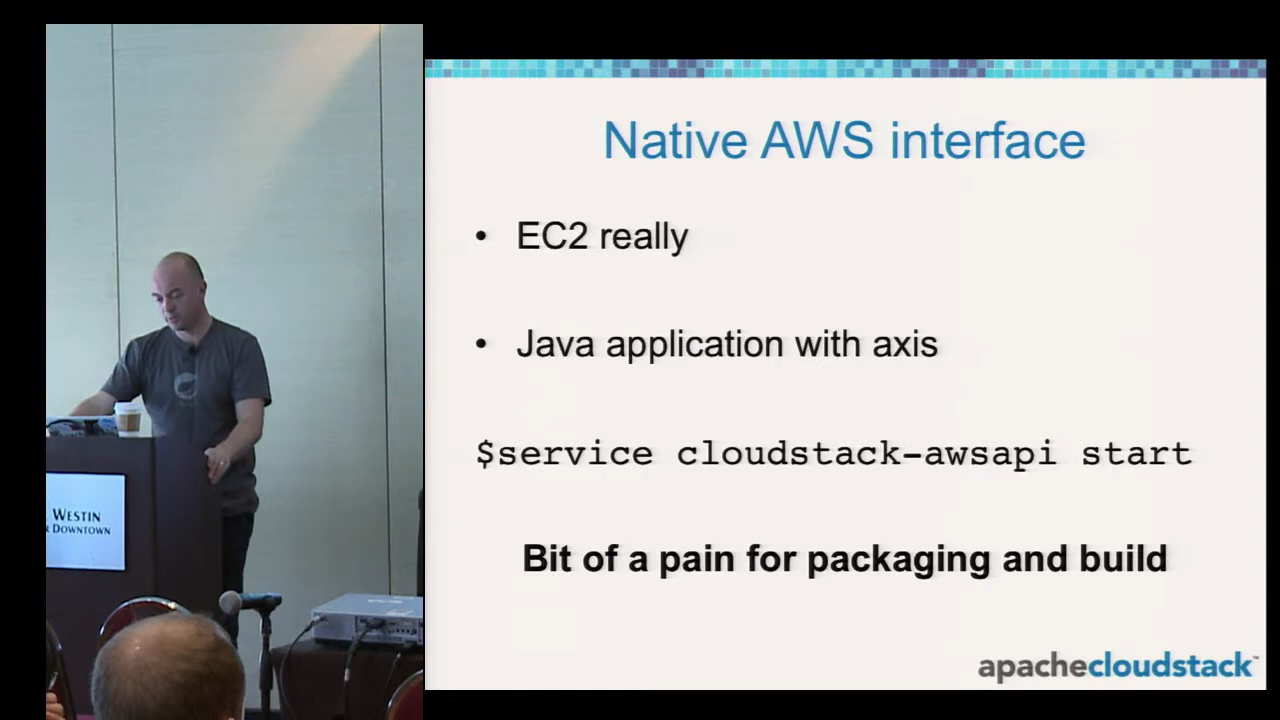 Native AWS interface
• EC2 really
• Java application with axis
$service cloudstack-awsapi start
Bit of a pain for packaging and build
apachecloudstack™
WESTIN
DOWNTOWN